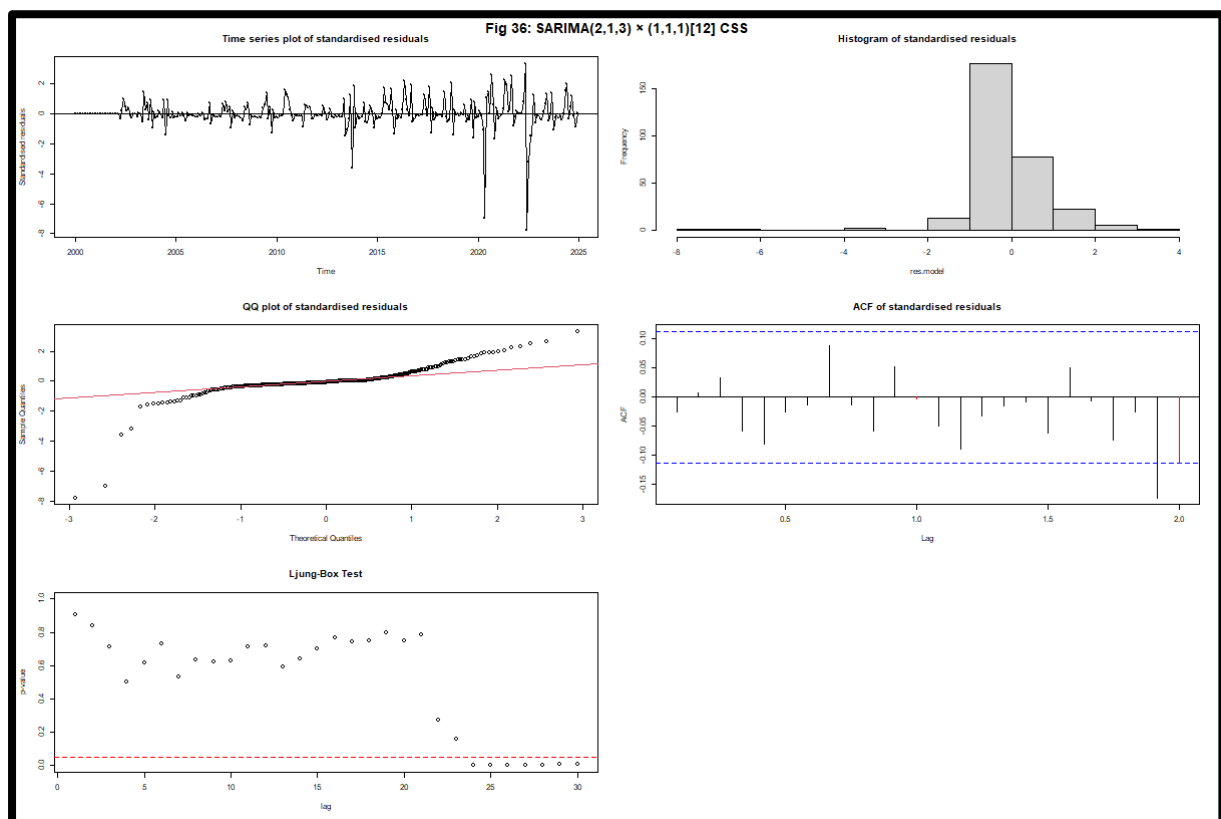 Fig 36: SARIMA(2,1,3) × (1,1,1)[12] CSS
Time series plot of standardised residuals
Standardised residuals
2
0
-2
-4
-6
-8
2000 2005 2010 2015 2020 2025
Time
Histogram of standardised residuals
Frequency
150
100
50
0
-8 -6 -4 -2 0 2 4
res.model
QQ plot of standardised residuals
Sample Quantiles
2
0
-2
-4
-6
-8
-3 -2 -1 0 1 2 3
Theoretical Quantiles
ACF of standardised residuals
ACF
0.10
0.05
0.00
-0.05
-0.10
-0.15
0.5 1.0 1.5 2.0
Lag
Ljung-Box Test
p-value
1.0
0.8
0.6
0.4
0.2
0.0
0 5 10 15 20 25 30
lag